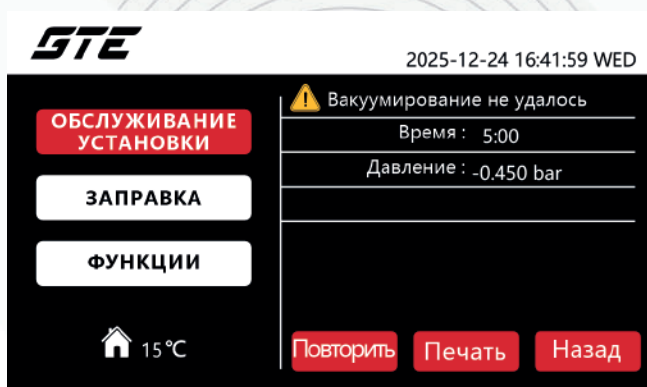 GTE
2025-12-24 16:41:59 WED
ОБСЛУЖИВАНИЕ
УСТАНОВКИ
ЗАПРАВКА
ФУНКЦИИ
15℃
Вакуумирование не удалось
Время : 5:00
Давление : -0.450 bar
Повторить Печать Назад